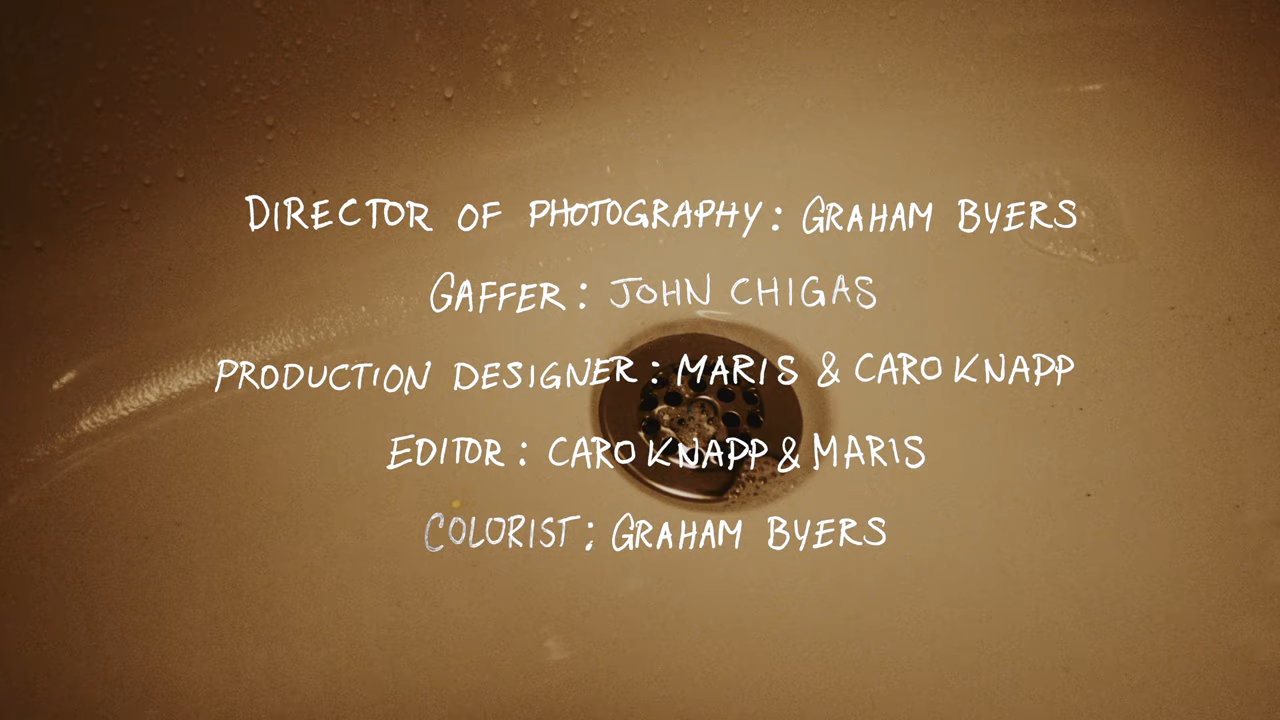 DIRECTOR OF PHOTOGRAPHY: GRAHAM BYERS
GAFFER: JOHN CHIGAS
PRODUCTION DESIGNER: MARIS & CARO KNAPP
EDITOR: CARO KNAPP & MARIS
COLORIST: GRAHAM BYERS